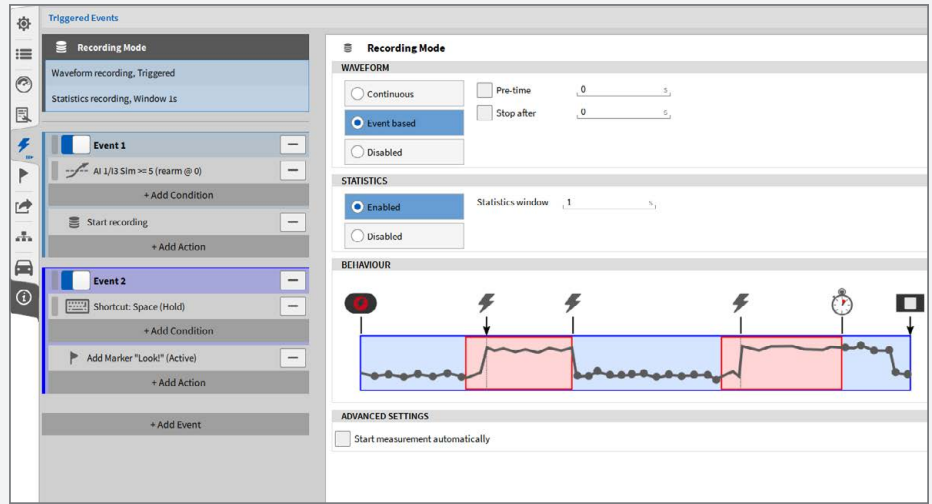 Triggered Events
Recording Mode
Waveform recording, Triggered
Statistics recording, Window 1s
Event 1
AI 1/I3 Sim >= 5 (rearm @ 0)
+ Add Condition
Start recording
+ Add Action
Event 2
Shortcut: Space (Hold)
+ Add Condition
Add Marker "Look!" (Active)
+ Add Action
+ Add Event
Recording Mode
WAVEFORM
Continuous
Pre-time 0 s
Event based
Stop after 0 s
Disabled
STATISTICS
Enabled
Statistics window 1 s
Disabled
BEHAVIOUR
ADVANCED SETTINGS
Start measurement automatically